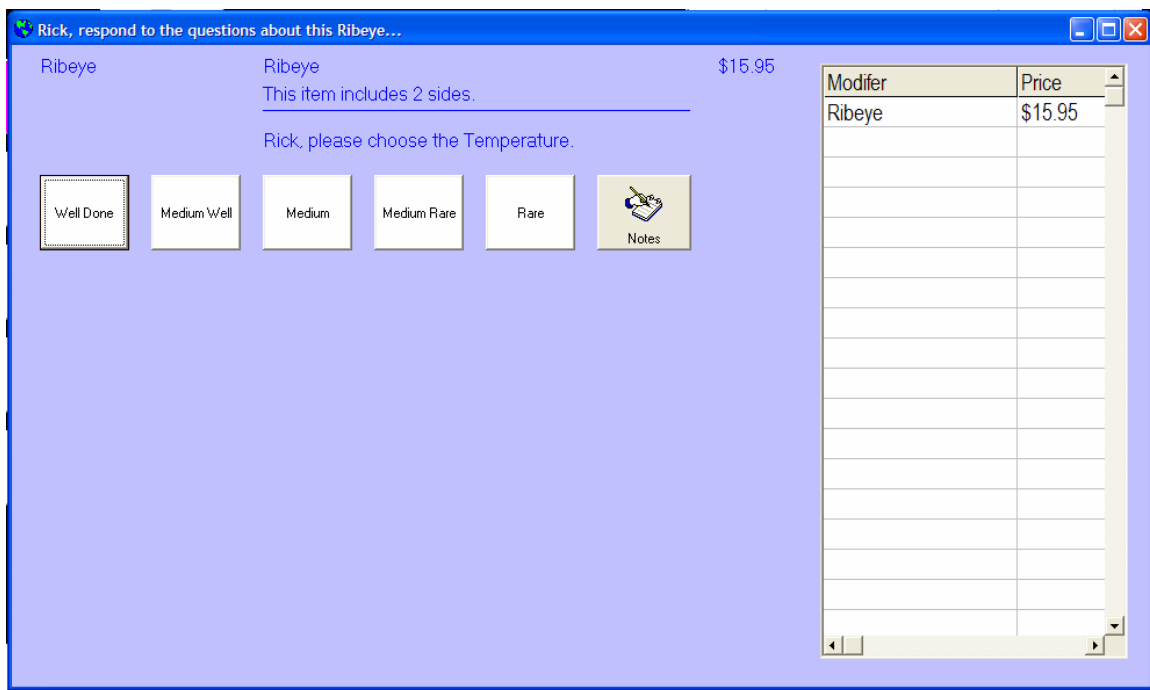 Rick, respond to the questions about this Ribeye...
Ribeye Ribeye $15.95
This item includes 2 sides.
Rick, please choose the Temperature.
Well Done Medium Well Medium Medium Rare Rare Notes
Modifer Price
Ribeye $15.95